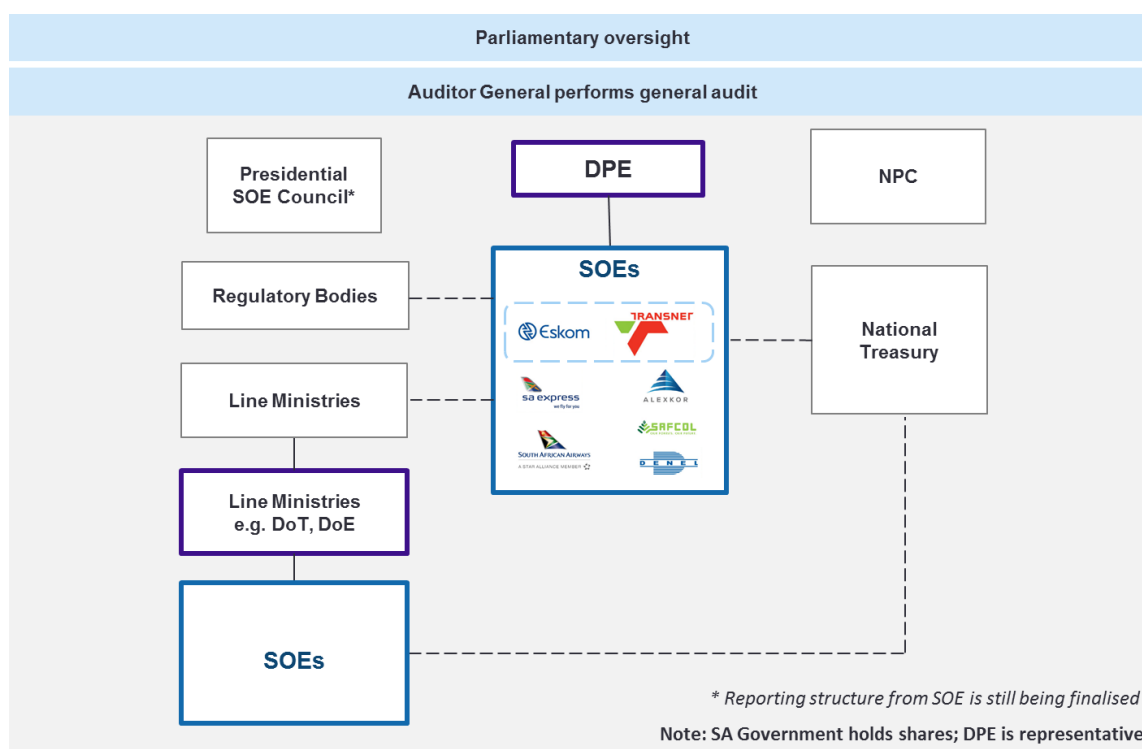 Parliamentary oversight
Auditor General performs general audit
Presidential
SOE Council*
DPE
NPC
SOEs
Regulatory Bodies
Eskom
TRANSNET
National
Treasury
Line Ministries
sa express
we fly for you
ALEXKOR
SAFCOL
SOUTH AFRICAN AIRWAYS
A STAR ALLIANCE MEMBER
DENEL
Line Ministries
e.g. DoT, DoE
SOEs
* Reporting structure from SOE is still being finalised
Note: SA Government holds shares; DPE is representative